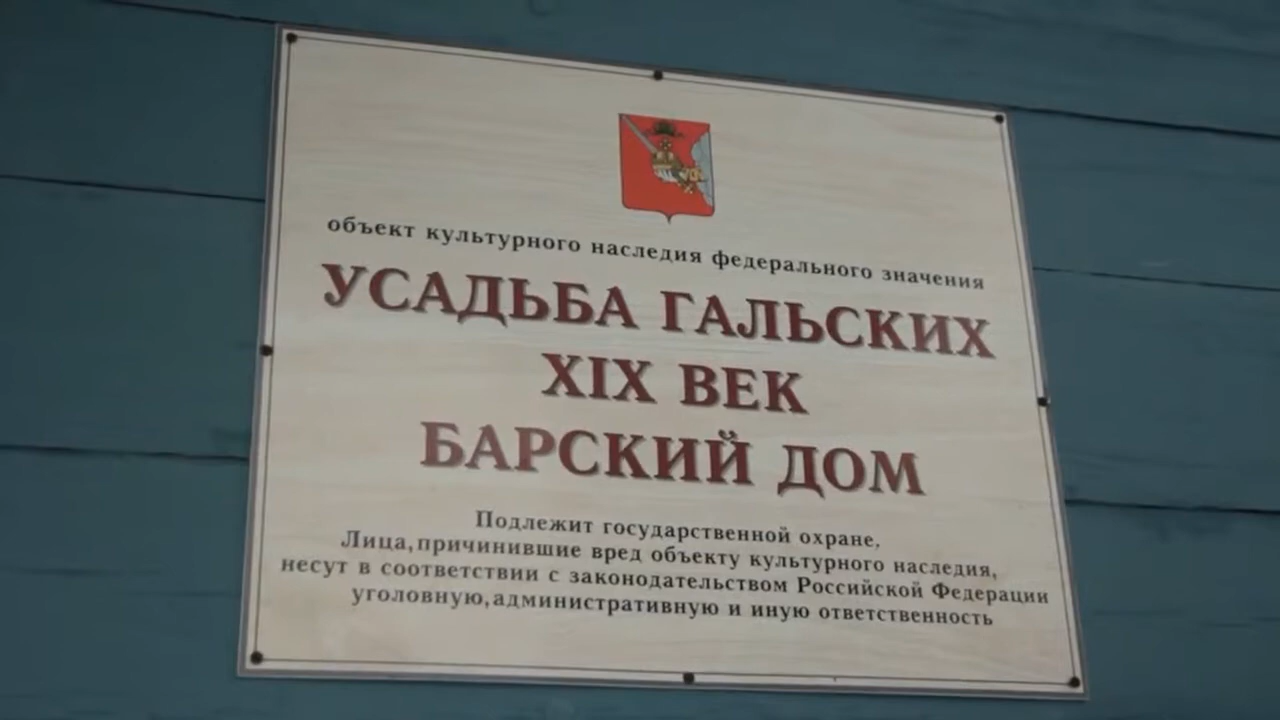 объект культурного наследия федерального значения
УСАДЬБА ГАЛЬСКИХ
XIX ВЕК
БАРСКИЙ ДОМ
Подлежит государственной охране.
Лица,причинившие вред объекту культурного наследия,
несут в соответствии с законодательством Российской Федерации
уголовную,административную и иную ответственность